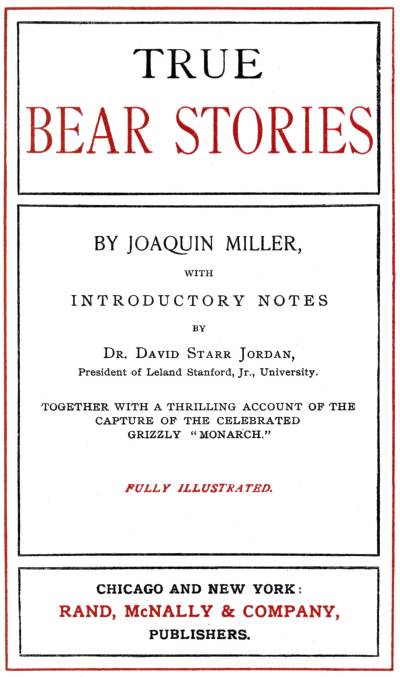 TRUE
BEAR STORIES
BY JOAQUIN MILLER,
WITH
INTRODUCTORY NOTES
BY
DR. DAVID STARR JORDAN,
President of Leland Stanford, Jr., University.
TOGETHER WITH A THRILLING ACCOUNT OF THE
CAPTURE OF THE CELEBRATED
GRIZZLY "MONARCH."
FULLY ILLUSTRATED.
CHICAGO AND NEW YORK:
RAND, McNALLY & COMPANY,
PUBLISHERS.